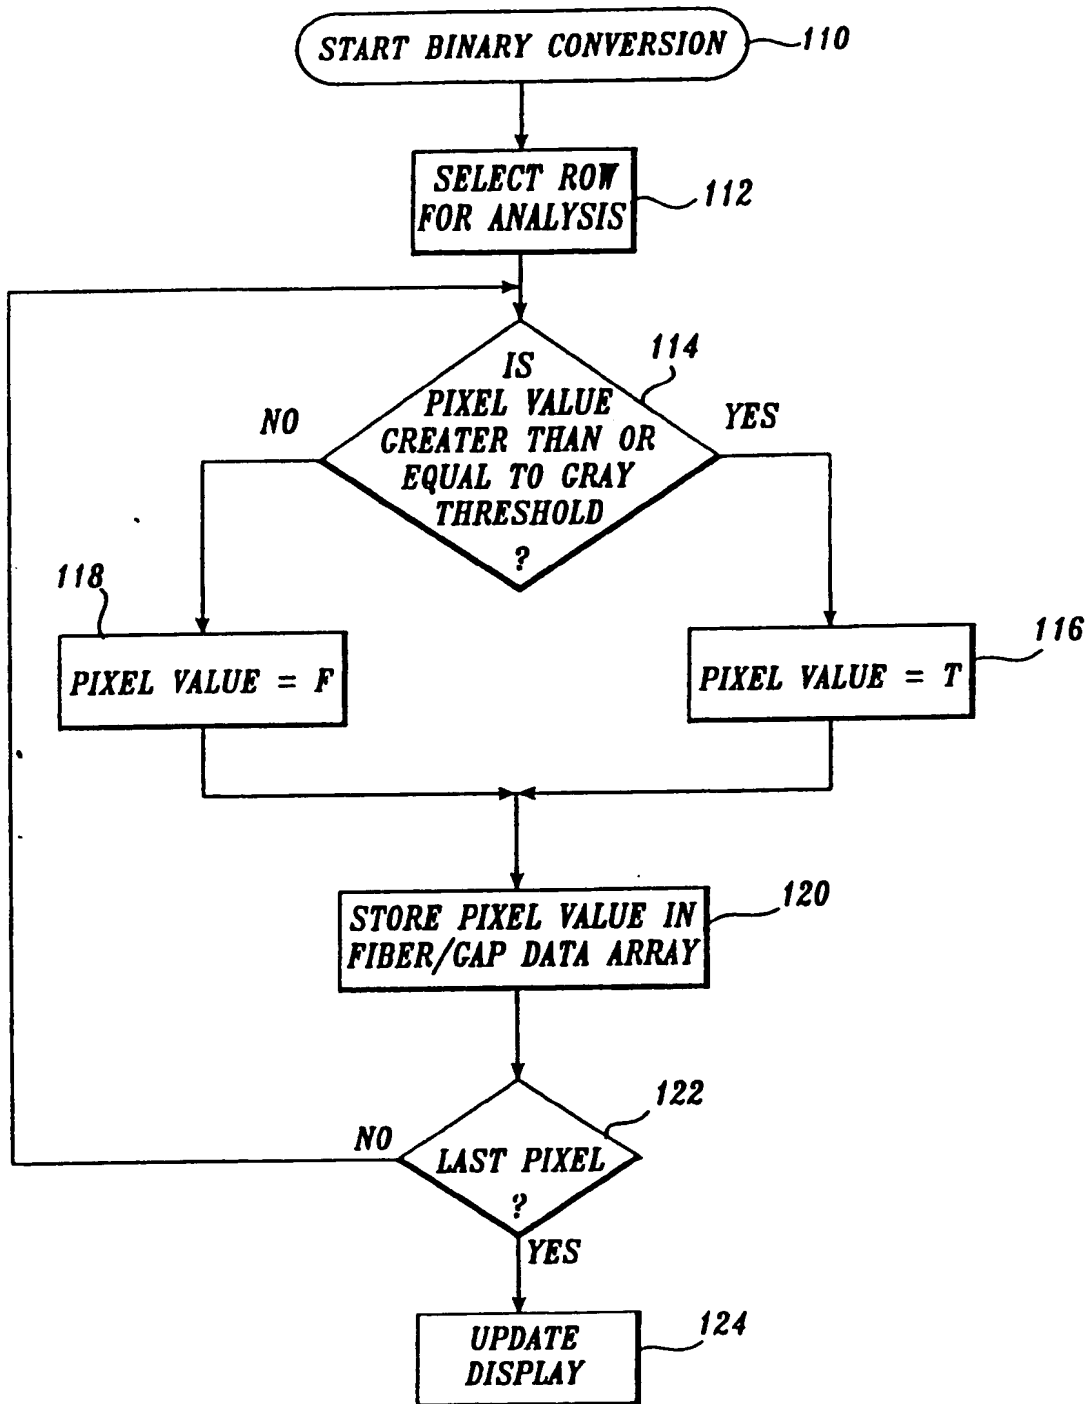 START BINARY CONVERSION
110
SELECT ROW
FOR ANALYSIS
112
114
IS
PIXEL VALUE
GREATER THAN OR
EQUAL TO GRAY
THRESHOLD
?
NO
YES
118
PIXEL VALUE = F
116
PIXEL VALUE = T
120
STORE PIXEL VALUE IN
FIBER/GAP DATA ARRAY
122
NO
LAST PIXEL
?
YES
124
UPDATE
DISPLAY